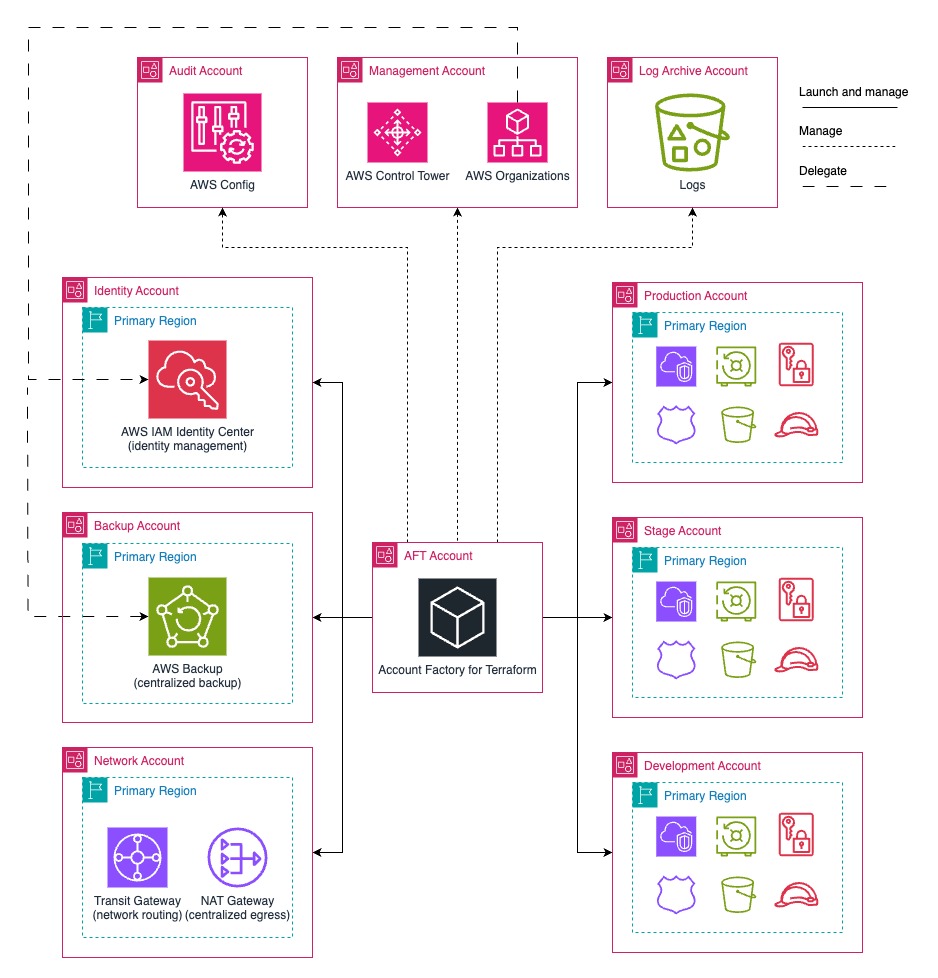 Audit Account
AWS Config
Management Account
AWS Control Tower
AWS Organizations
Log Archive Account
Logs
Launch and manage
Manage
Delegate
Identity Account
Primary Region
AWS IAM Identity Center
(identity management)
Backup Account
Primary Region
AWS Backup
(centralized backup)
Network Account
Primary Region
Transit Gateway
(network routing)
NAT Gateway
(centralized egress)
AFT Account
Account Factory for Terraform
Production Account
Primary Region
Stage Account
Primary Region
Development Account
Primary Region